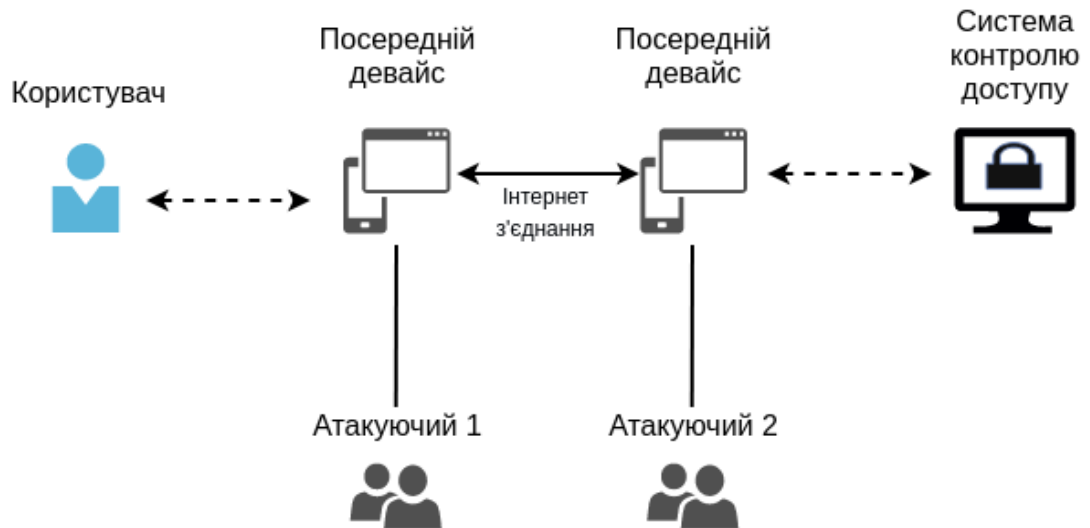 Користувач
Посередній
девайс
Посередній
девайс
Система
контролю
доступу
Інтернет
з'єднання
Атакуючий 1
Атакуючий 2